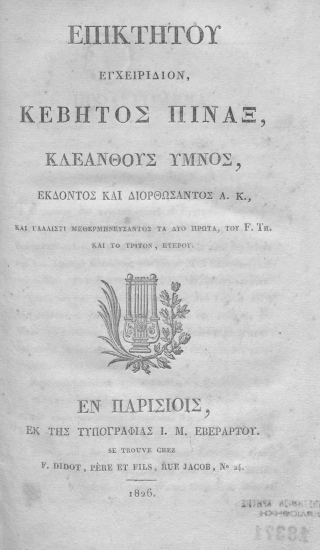 ΕΠΙΚΤΗΤΟΥ
ΕΓΧΕΙΡΙΔΙΟΝ,
ΚΕΒΗΤΟΣ ΠΙΝΑΞ,
ΚΛΕΑΝΘΟΥΣ ΥΜΝΟΣ,
ΕΚΔΟΝΤΟΣ ΚΑΙ ΔΙΟΡΘΩΣΑΝΤΟΣ Α. Κ.,
ΚΑΙ ΓΑΛΛΙΣΤΙ ΜΕΘΕΡΜΗΝΕΥΣΑΝΤΟΣ ΤΑ ΔΥΟ ΠΡΩΤΑ, ΤΟΥ F. TH.
ΚΑΙ ΤΟ ΤΡΙΤΟΝ, ΕΤΕΡΟΥ.
ΕΝ ΠΑΡΙΣΙΟΙΣ,
ΕΚ ΤΗΣ ΤΥΠΟΓΡΑΦΙΑΣ Ι. Μ. ΕΒΕΡΑΡΤΟΥ.
SE TROUVE CHEZ
F. DIDOT, PÈRE ET FILS, RUE JACOB, No 24.
1826.